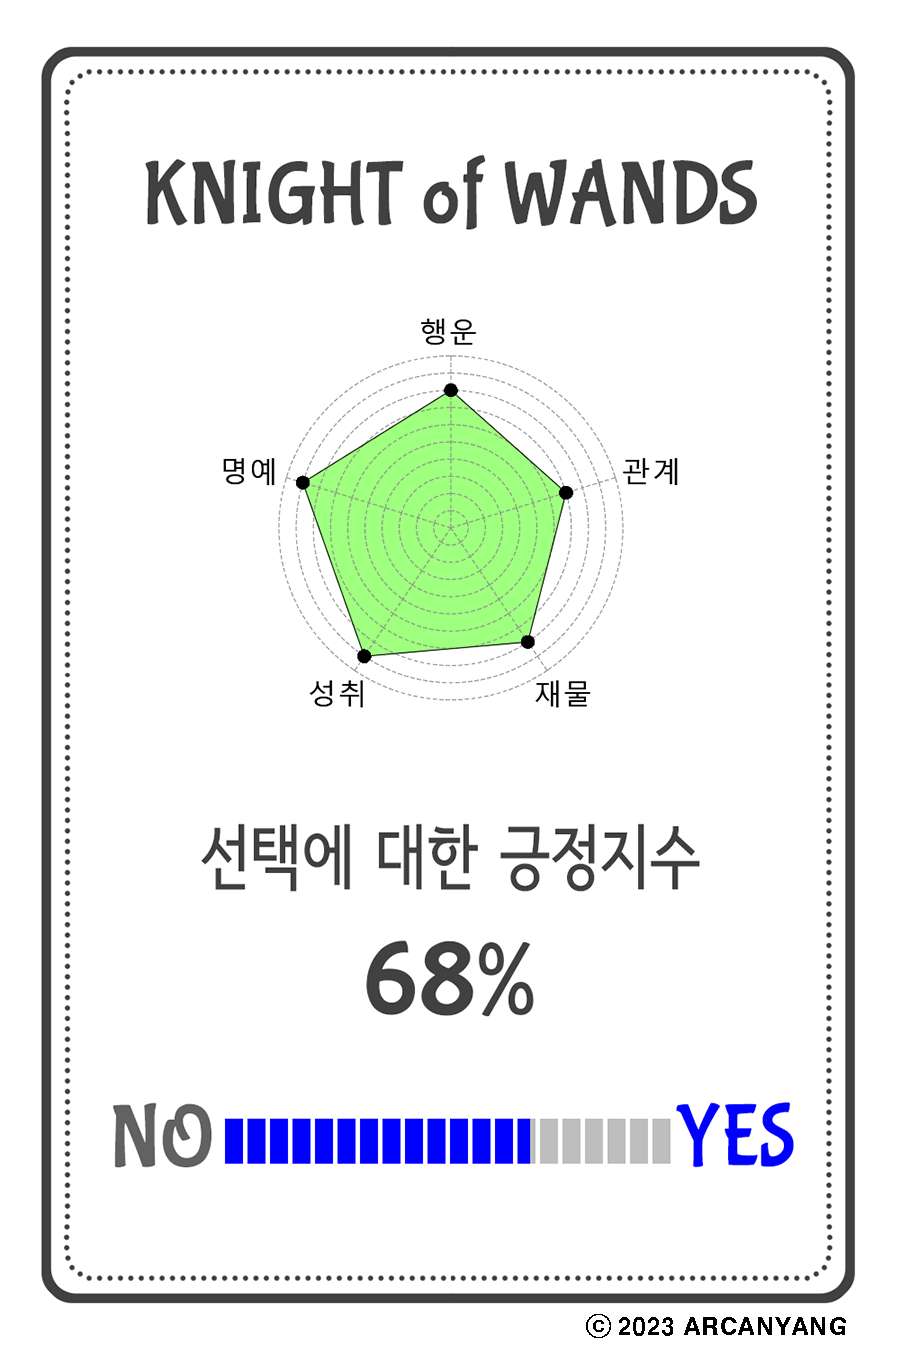 KNIGHT of WANDS
행운
명예
관계
성취
재물
선택에 대한 긍정지수
68%
NO YES
© 2023 ARCANYANG